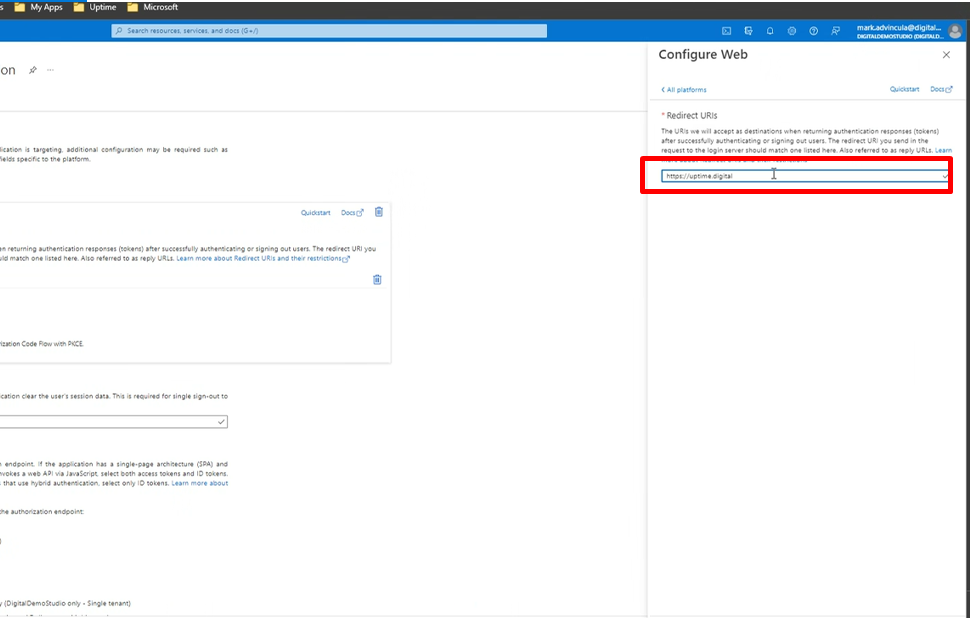 s My Apps Uptime Microsoft
Search resources, services, and docs (G+/)
mark.advincula@digital...
DIGITALDEMOSTUDIO (DIGITALD...
on ...
Configure Web
All platforms Quickstart Docs
* Redirect URIs
The URIs we will accept as destinations when returning authentication responses (tokens)
after successfully authenticating or signing out users. The redirect URI you send in the
request to the login server should match one listed here. Also referred to as reply URLs. Learn
https://uptime.digital
lication is targeting, additional configuration may be required such as
ields specific to the platform.
Quickstart Docs
en returning authentication responses (tokens) after successfully authenticating or signing out users. The redirect URI you
uld match one listed here. Also referred to as reply URLs. Learn more about Redirect URIs and their restrictions
ization Code Flow with PKCE.
ication clear the user's session data. This is required for single sign-out to
n endpoint. If the application has a single-page architecture (SPA) and
nvokes a web API via JavaScript, select both access tokens and ID tokens.
s that use hybrid authentication, select only ID tokens. Learn more about
the authorization endpoint:
)
y (DigitalDemoStudio only - Single tenant)